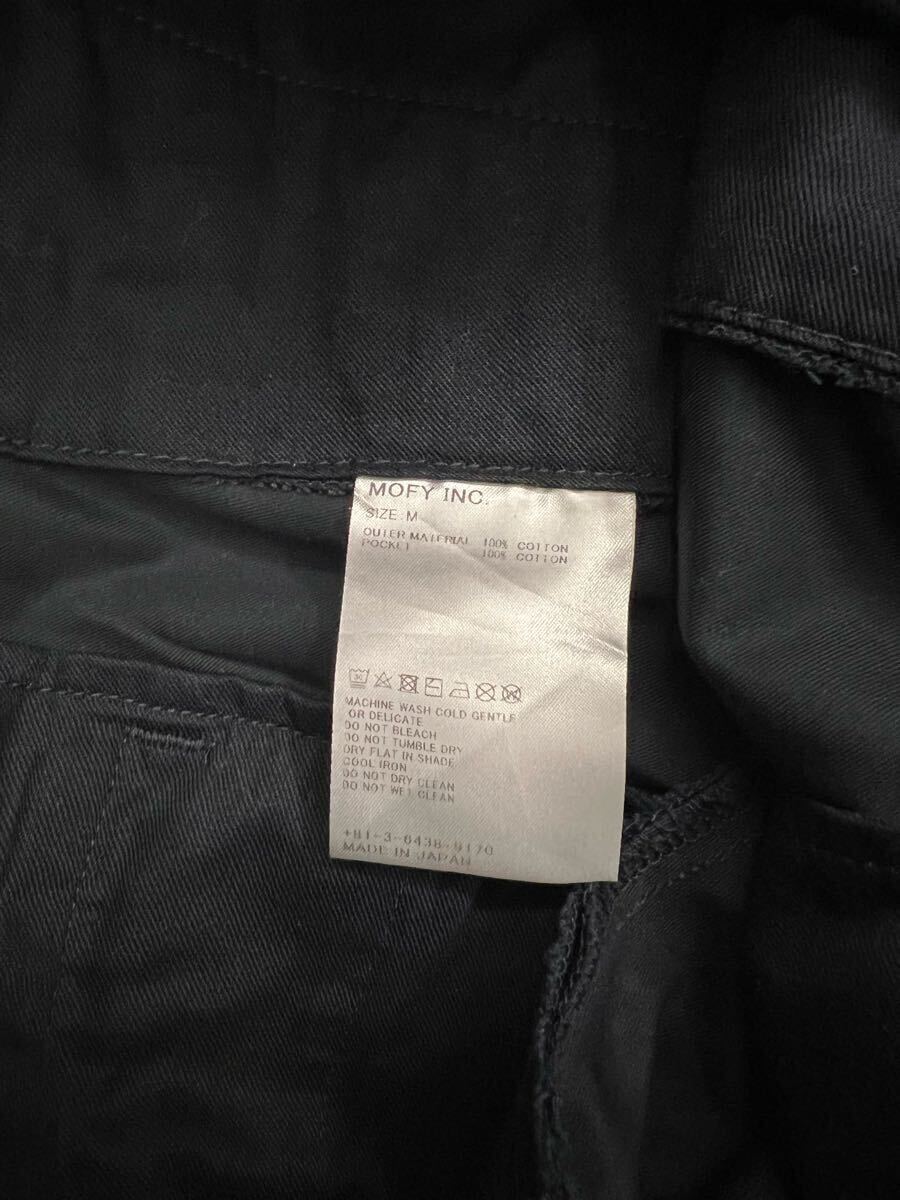 MOFY INC.
SIZE:M
OUTER MATERIAL 100% COTTON
POCKET 100% COTTON
MACHINE WASH COLD GENTLE
OR DELICATE
DO NOT BLEACH
DO NOT TUMBLE DRY
DRY FLAT IN SHADE
COOL IRON
DO NOT DRY CLEAN
DO NOT WET CLEAN
+81-3-6438-9170
MADE IN JAPAN